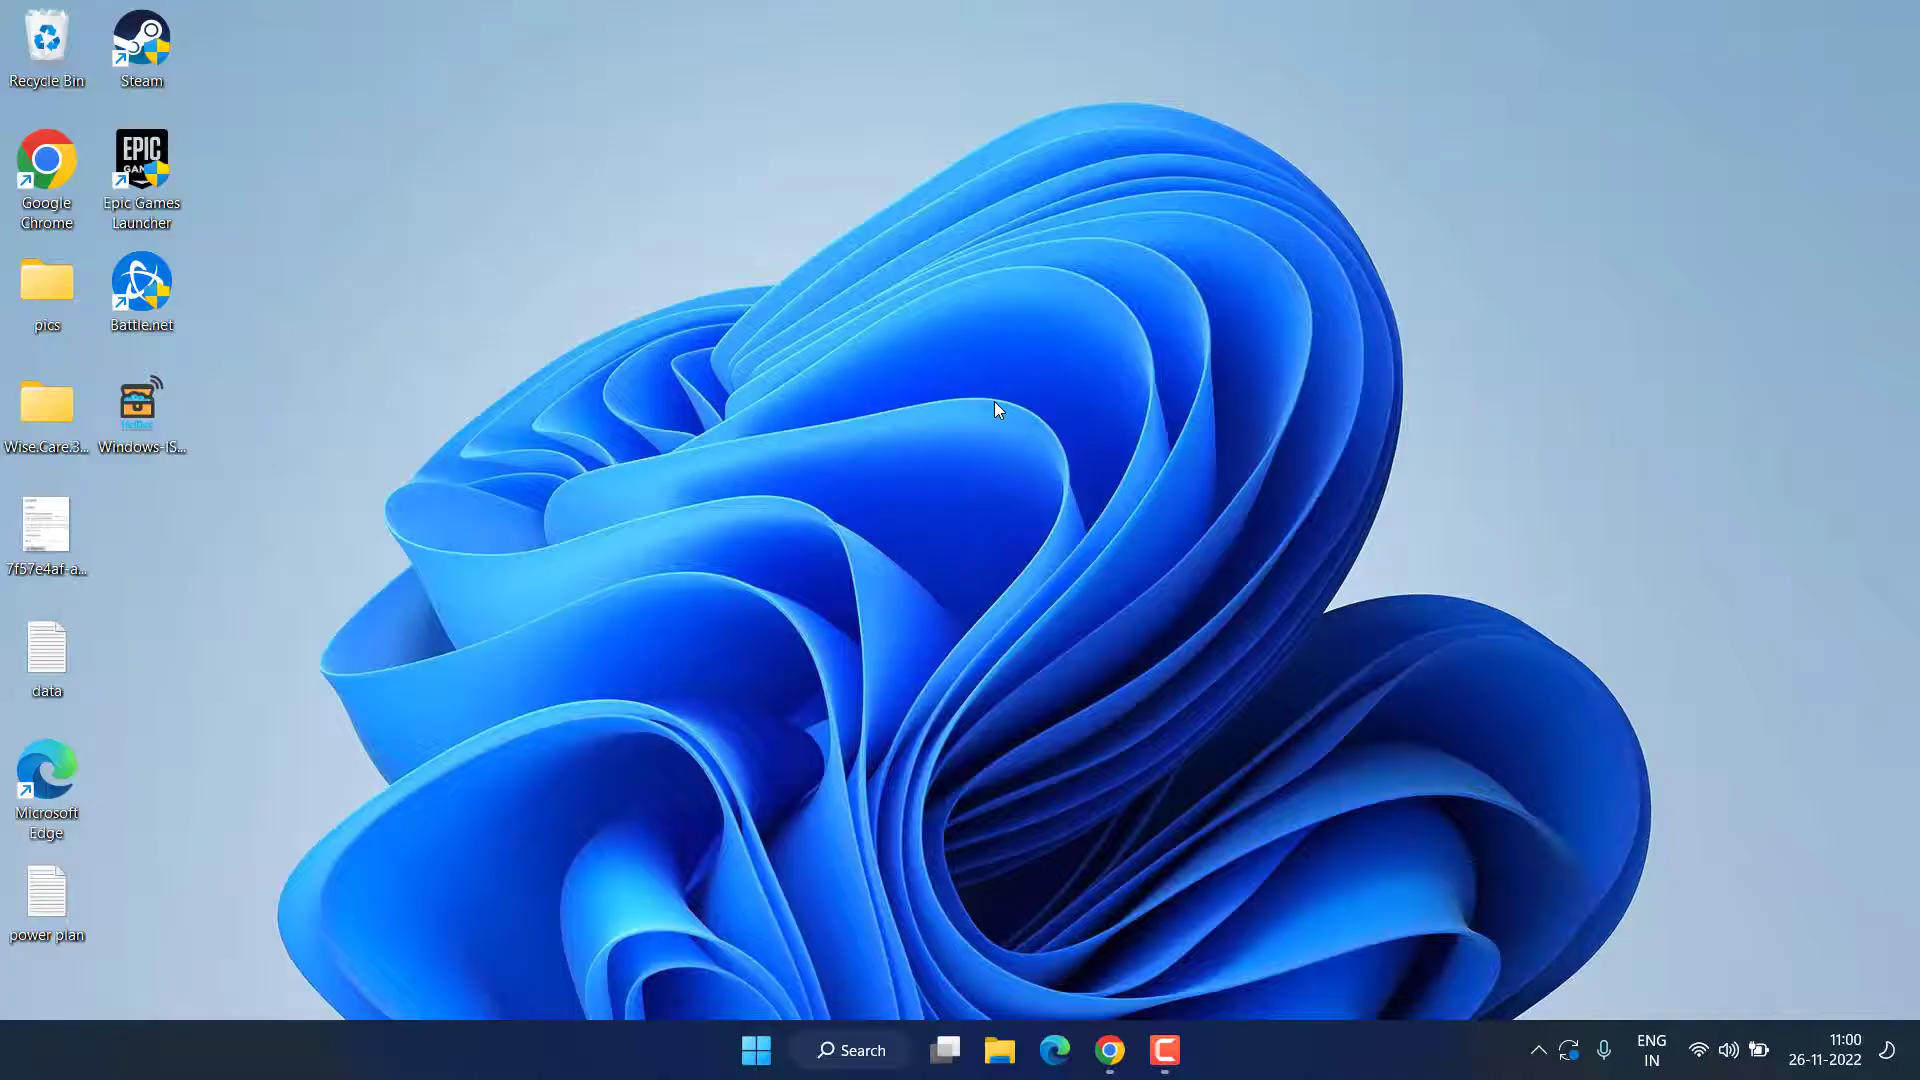 Recycle Bin
Steam
Google
Chrome
EPIC
Epic Games
Launcher
pics
Battle.net
Wise.Care.3...
Windows-IS...
7f57e4af-a...
data
Microsoft
Edge
power plan
Search
ENG
IN
11:00
26-11-2022